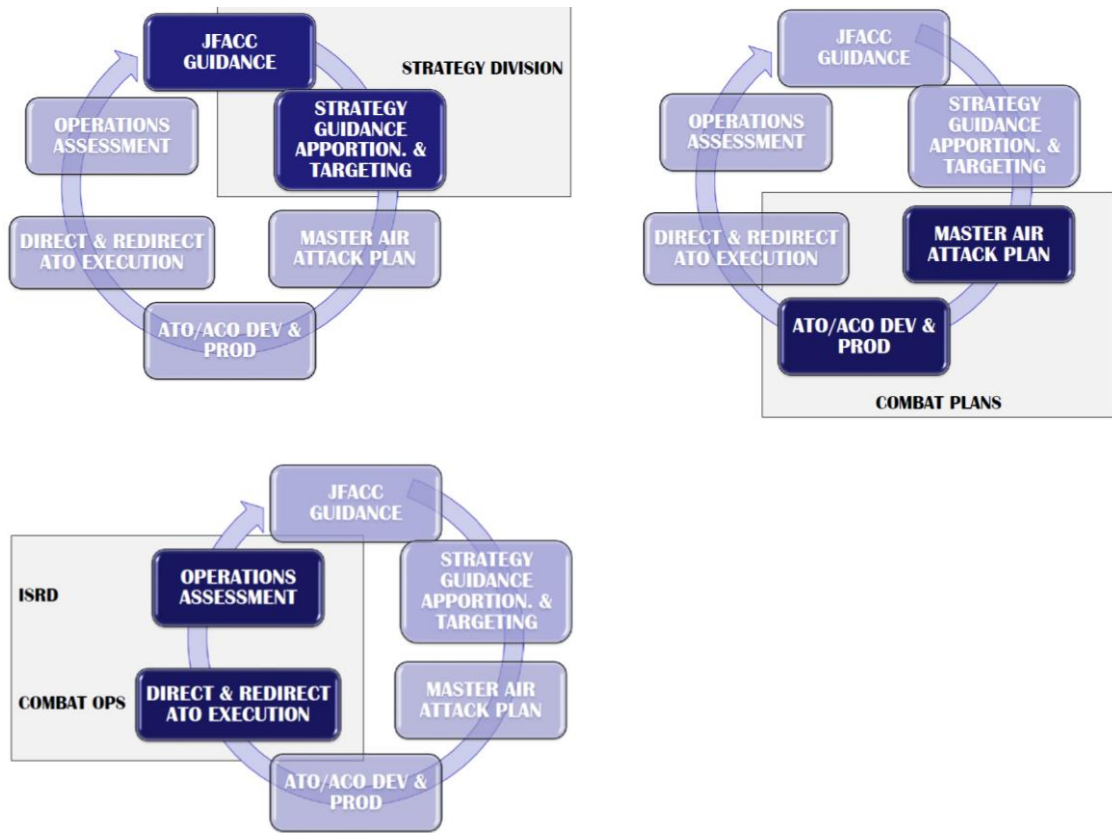 JFACC
GUIDANCE
STRATEGY DIVISION
STRATEGY
GUIDANCE
APPORTION. &
TARGETING
OPERATIONS
ASSESSMENT
DIRECT & REDIRECT
ATO EXECUTION
MASTER AIR
ATTACK PLAN
ATO/ACO DEV &
PROD
JFACC
GUIDANCE
STRATEGY
GUIDANCE
APPORTION. &
TARGETING
OPERATIONS
ASSESSMENT
DIRECT & REDIRECT
ATO EXECUTION
MASTER AIR
ATTACK PLAN
ATO/ACO DEV &
PROD
COMBAT PLANS
JFACC
GUIDANCE
STRATEGY
GUIDANCE
APPORTION. &
TARGETING
ISRD
OPERATIONS
ASSESSMENT
COMBAT OPS
DIRECT & REDIRECT
ATO EXECUTION
MASTER AIR
ATTACK PLAN
ATO/ACO DEV &
PROD